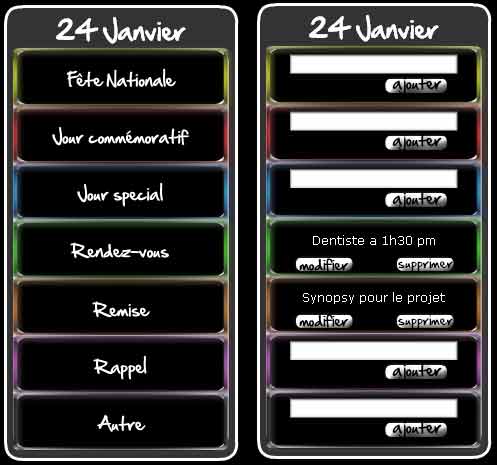 24 Janvier
Fête Nationale
Jour commémoratif
Jour special
Rendez-vous
Remise
Rappel
Autre
24 Janvier
ajouter
ajouter
ajouter
Dentiste a 1h30 pm
modifier supprimer
Synopsy pour le projet
modifier supprimer
ajouter
ajouter